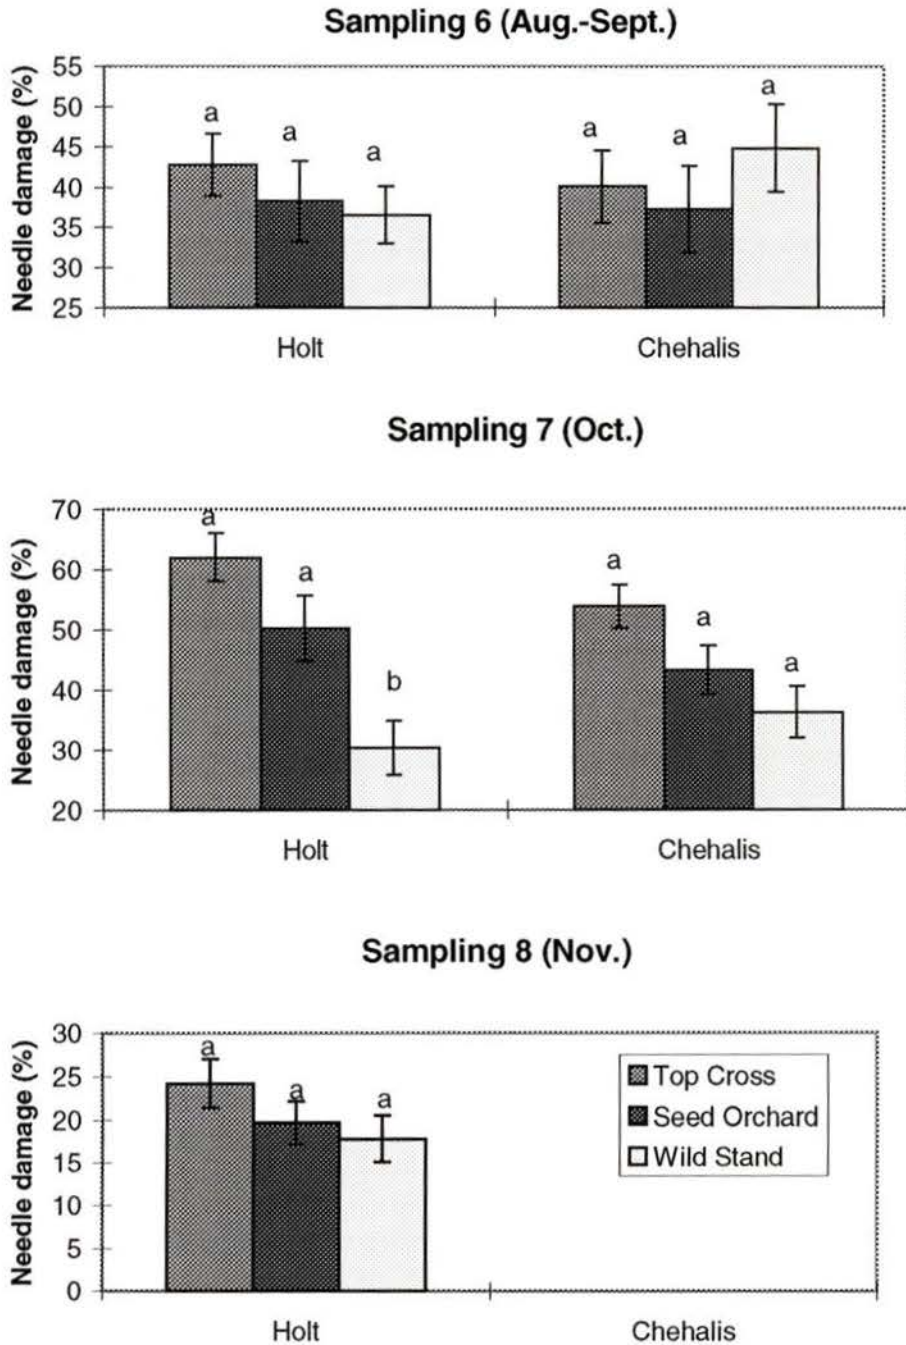 Sampling 6 (Aug.-Sept.)
Needle damage (%)
55
50
45
40
35
30
25
a
a
a
a
a
a
Holt
Chehalis
Sampling 7 (Oct.)
Needle damage (%)
70
60
50
40
30
20
a
a
b
a
a
a
Holt
Chehalis
Sampling 8 (Nov.)
Needle damage (%)
30
25
20
15
10
5
0
a
a
a
Top Cross
Seed Orchard
Wild Stand
Holt
Chehalis